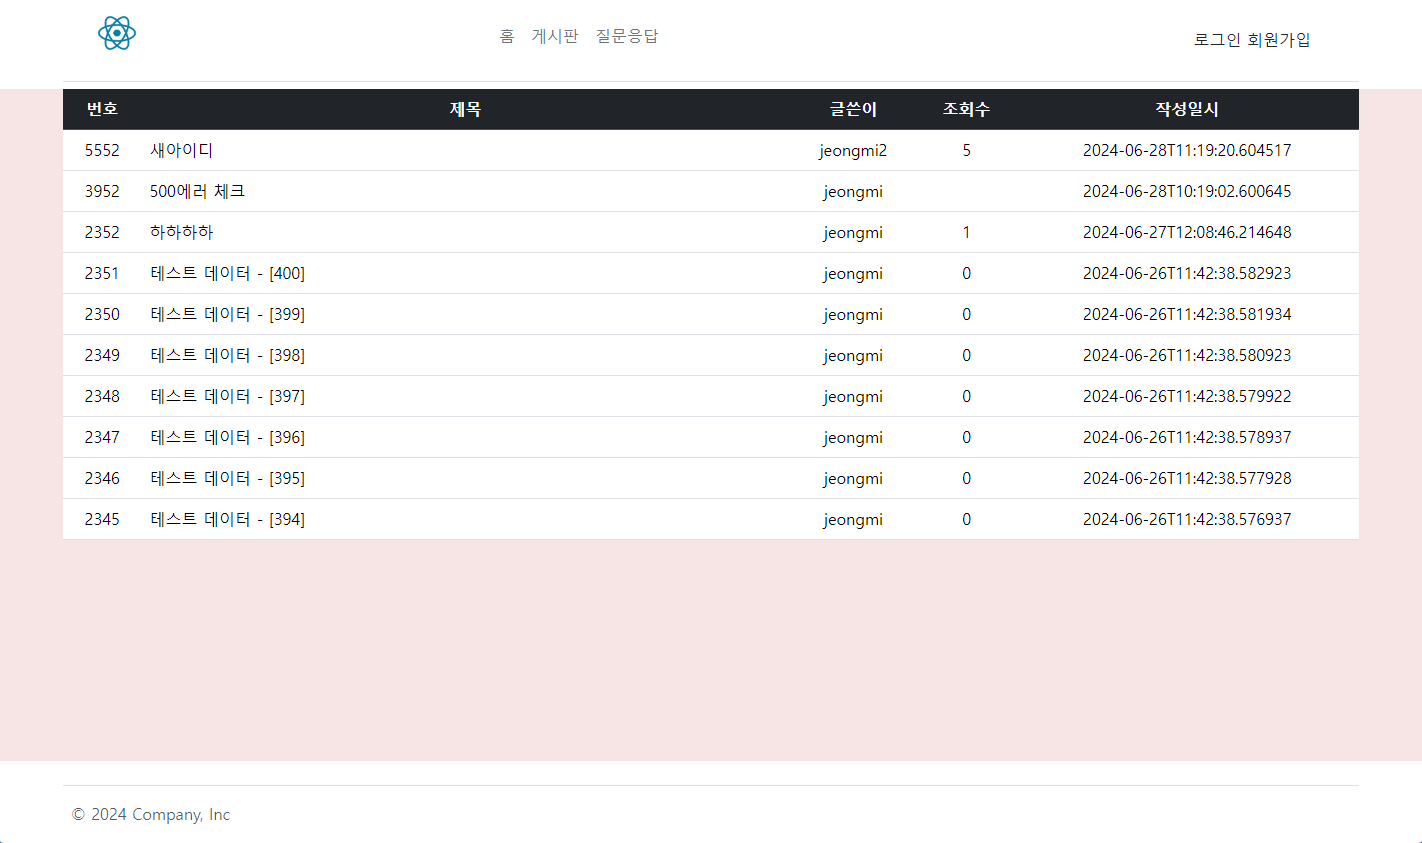 홈 게시판 질문응답 로그인 회원가입
번호 제목 글쓴이 조회수 작성일시
5552 새아이디 jeongmi2 5 2024-06-28T11:19:20.604517
3952 500에러 체크 jeongmi 2024-06-28T10:19:02.600645
2352 하하하하 jeongmi 1 2024-06-27T12:08:46.214648
2351 테스트 데이터 - [400] jeongmi 0 2024-06-26T11:42:38.582923
2350 테스트 데이터 - [399] jeongmi 0 2024-06-26T11:42:38.581934
2349 테스트 데이터 - [398] jeongmi 0 2024-06-26T11:42:38.580923
2348 테스트 데이터 - [397] jeongmi 0 2024-06-26T11:42:38.579922
2347 테스트 데이터 - [396] jeongmi 0 2024-06-26T11:42:38.578937
2346 테스트 데이터 - [395] jeongmi 0 2024-06-26T11:42:38.577928
2345 테스트 데이터 - [394] jeongmi 0 2024-06-26T11:42:38.576937
© 2024 Company, Inc